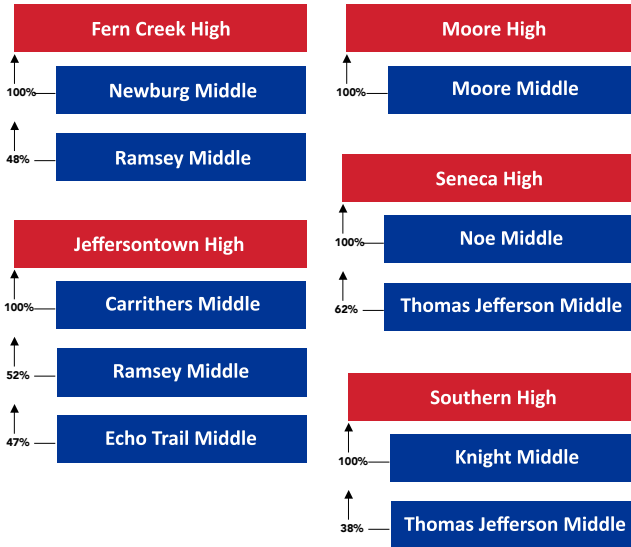 Fern Creek High
100%
Newburg Middle
48%
Ramsey Middle
Jeffersontown High
100%
Carrithers Middle
52%
Ramsey Middle
47%
Echo Trail Middle
Moore High
100%
Moore Middle
Seneca High
100%
Noe Middle
62%
Thomas Jefferson Middle
Southern High
100%
Knight Middle
38%
Thomas Jefferson Middle